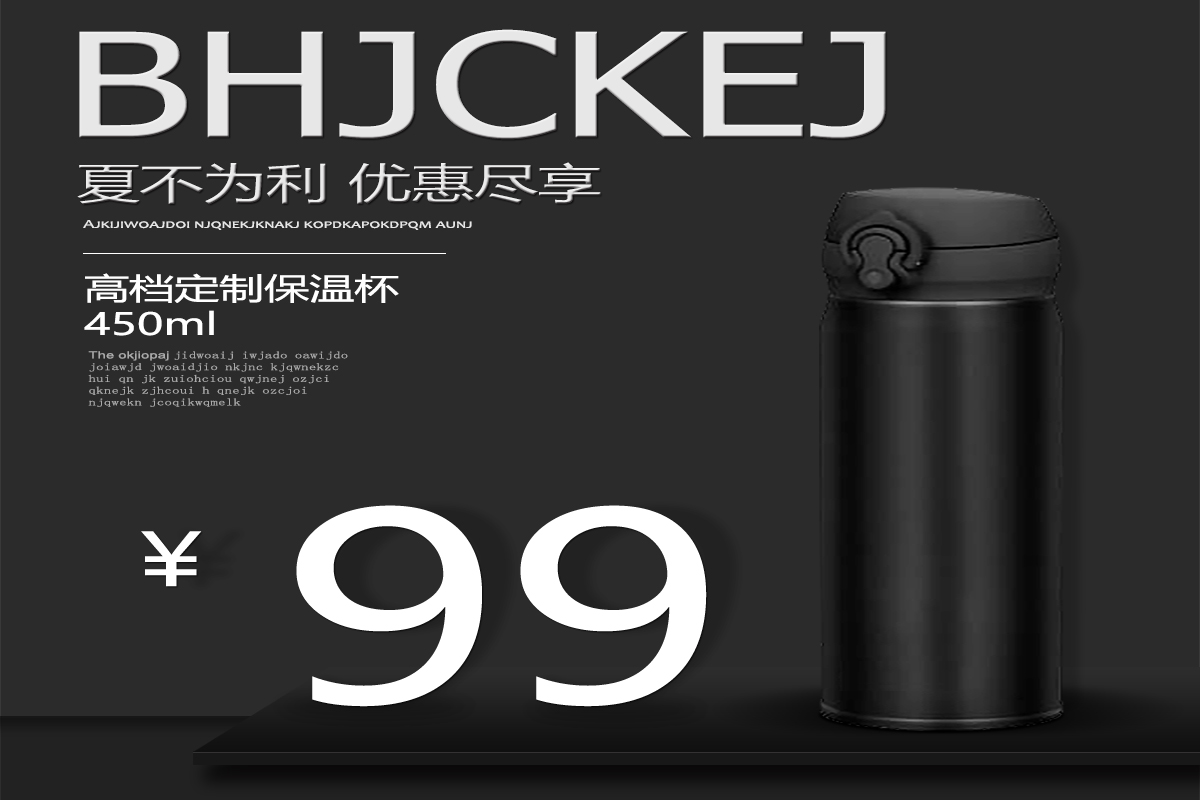 BHJCKEJ
夏不为利 优惠尽享
AJKIJIWOAJDOI NJQNEKJKNAKJ KOPDKAPOKDPQM AUNJ
高档定制保温杯
450ml
The okjiopaj jidwoaij iwjado oawijdo
joiawjd jwoaidjio nkjnc kjqwnekzc
hui qn jk zuiohciou qwjnej ozjci
qknejk zjhcoui h qnejk ozcjoi
njqwekn jcoqikwqmelk
¥ 99